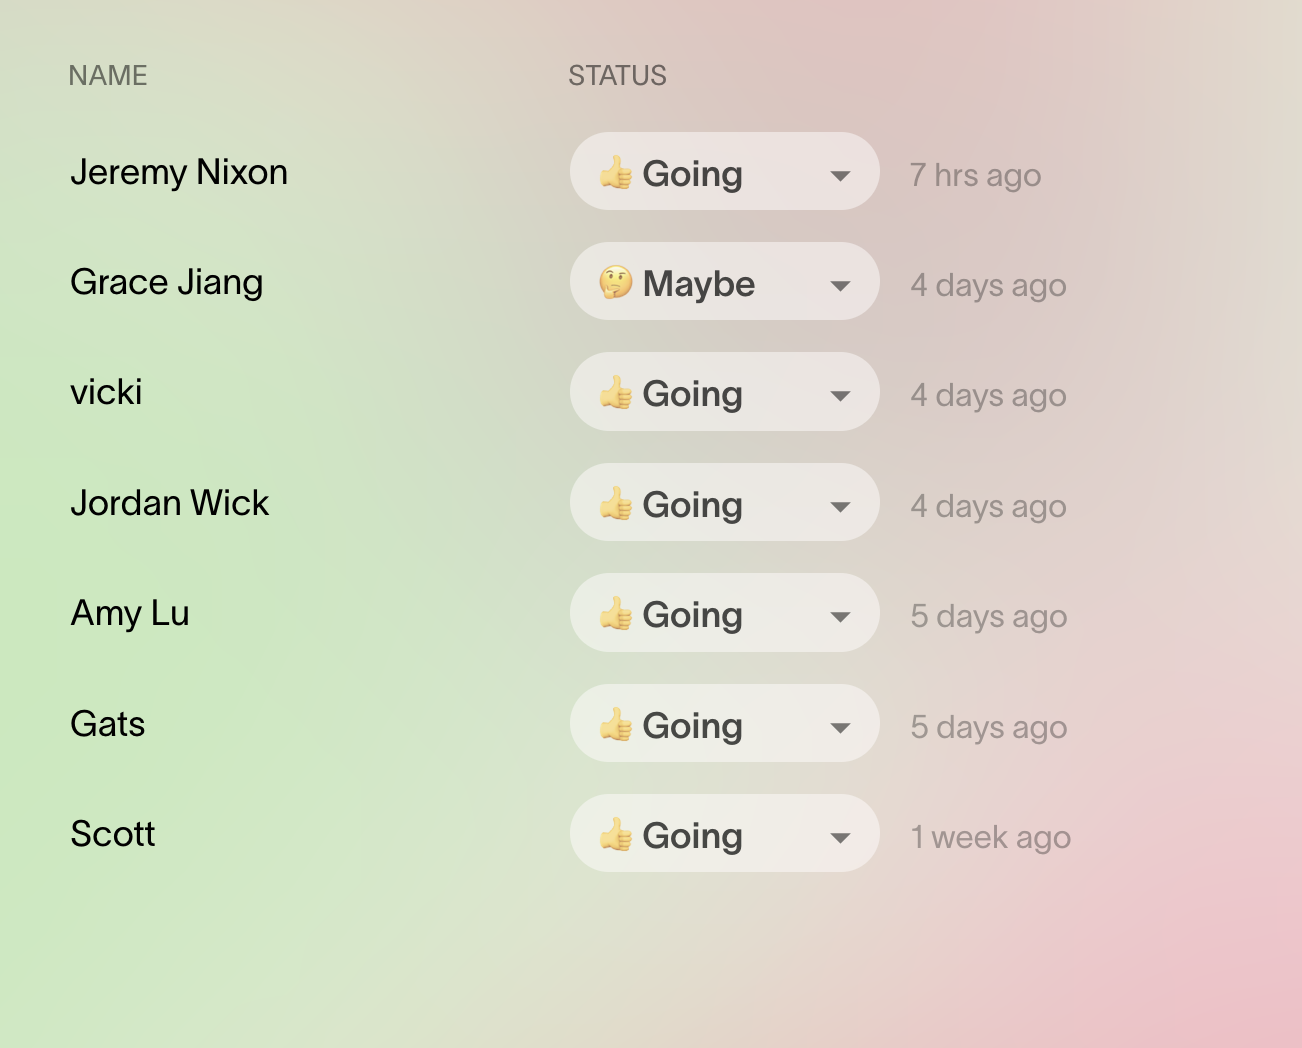 NAME STATUS
Jeremy Nixon 👍 Going 7 hrs ago
Grace Jiang 🤔 Maybe 4 days ago
vicki 👍 Going 4 days ago
Jordan Wick 👍 Going 4 days ago
Amy Lu 👍 Going 5 days ago
Gats 👍 Going 5 days ago
Scott 👍 Going 1 week ago